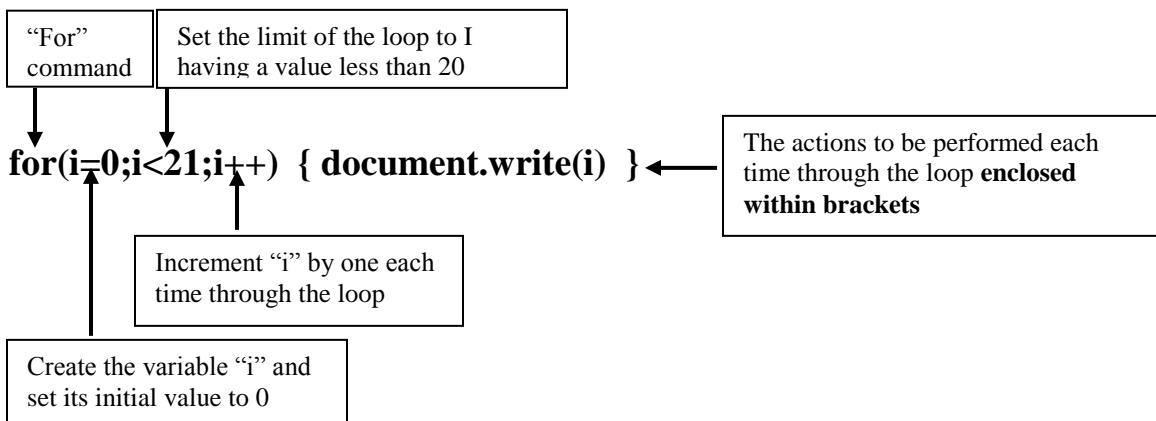 “For”
command
Set the limit of the loop to I
having a value less than 20
for(i=0;i<21;i++)  { document.write(i)  }
The actions to be performed each
time through the loop enclosed
within brackets
Increment “i” by one each
time through the loop
Create the variable “i” and
set its initial value to 0